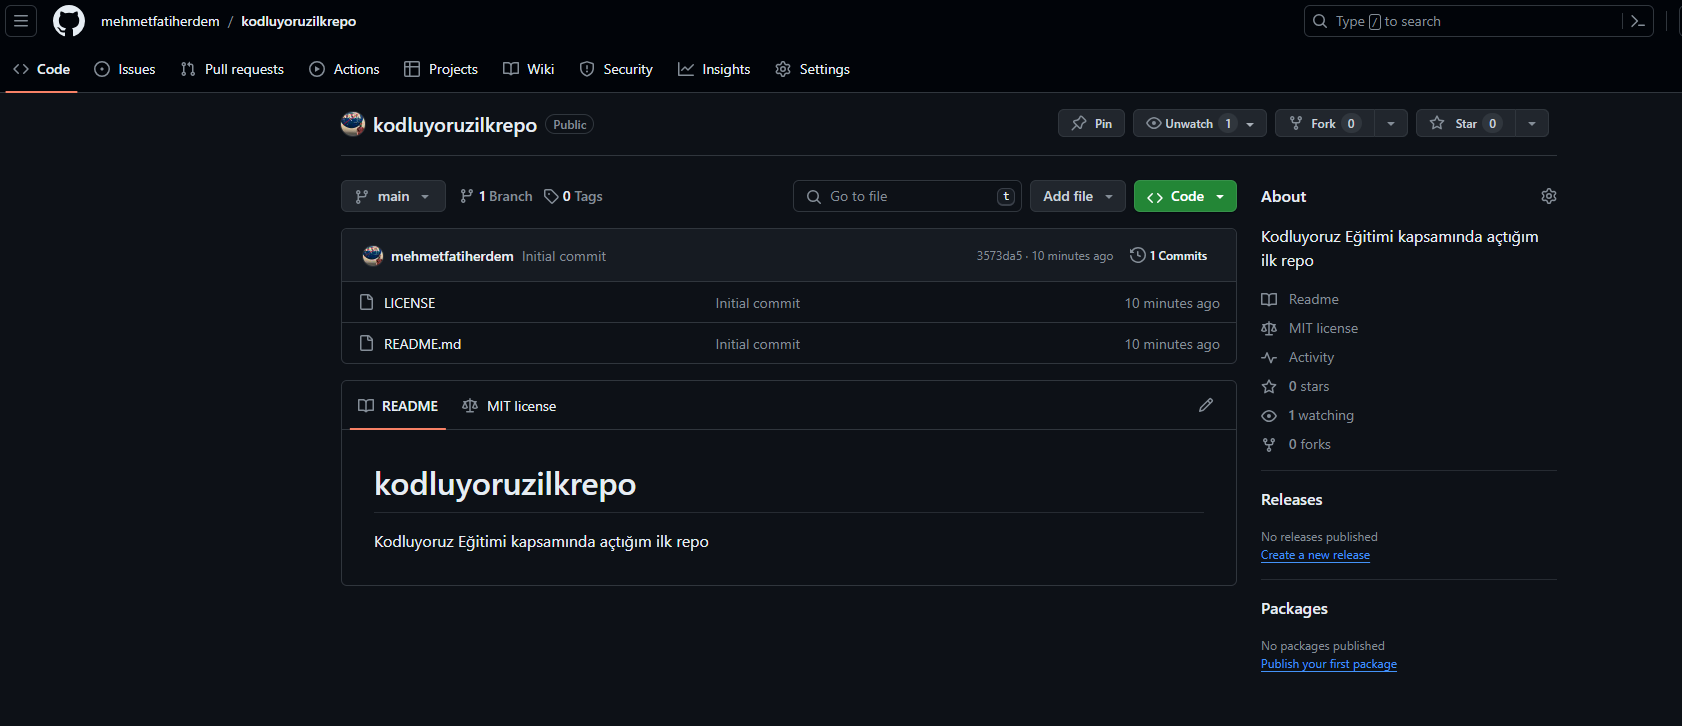 mehmetfatiherdem / kodluyoruzilkrepo
Type / to search
Code Issues Pull requests Actions Projects Wiki Security Insights Settings
kodluyoruzilkrepo Public
Pin Unwatch 1 Fork 0 Star 0
main 1 Branch 0 Tags
Go to file t Add file Code
mehmetfatiherdem Initial commit 3573da5 · 10 minutes ago 1 Commits
LICENSE Initial commit 10 minutes ago
README.md Initial commit 10 minutes ago
README MIT license
kodluyoruzilkrepo
Kodluyoruz Eğitimi kapsamında açtığım ilk repo
About
Kodluyoruz Eğitimi kapsamında açtığım
ilk repo
Readme
MIT license
Activity
0 stars
1 watching
0 forks
Releases
No releases published
Create a new release
Packages
No packages published
Publish your first package